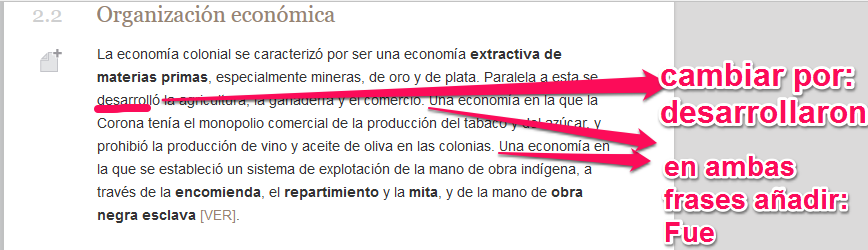 2.2 Organización económica
La economía colonial se caracterizó por ser una economía extractiva de
materias primas, especialmente mineras, de oro y de plata. Paralela a esta se
desarrolló la agricultura, la ganadería y el comercio. Una economía en la que la
Corona tenía el monopolio comercial de la producción del tabaco y del azúcar, y
prohibió la producción de vino y aceite de oliva en las colonias. Una economía en
la que se estableció un sistema de explotación de la mano de obra indígena, a
través de la encomienda, el repartimiento y la mita, y de la mano de obra
negra esclava [VER].
cambiar por:
desarrollaron
en ambas
frases añadir:
Fue